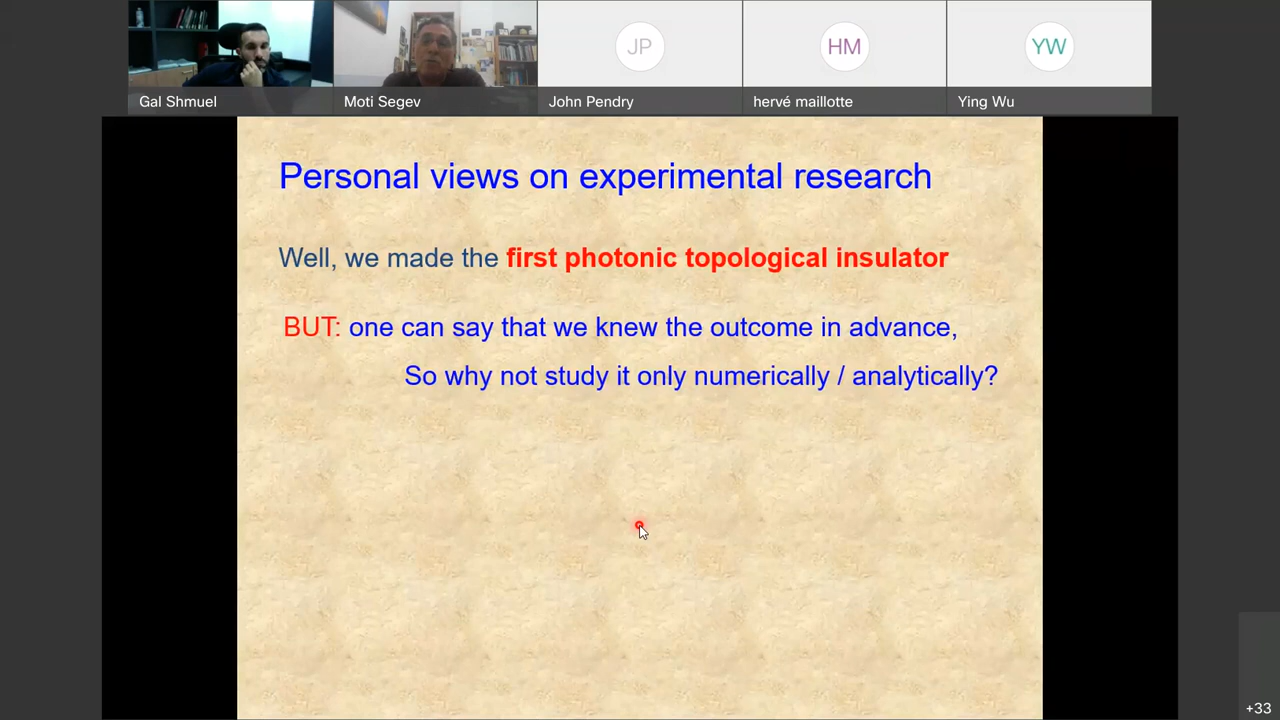 JP
HM
YW
Gal Shmuel
Moti Segev
John Pendry
hervé maillotte
Ying Wu
Personal views on experimental research
Well, we made the first photonic topological insulator
BUT: one can say that we knew the outcome in advance,
So why not study it only numerically / analytically?
+33